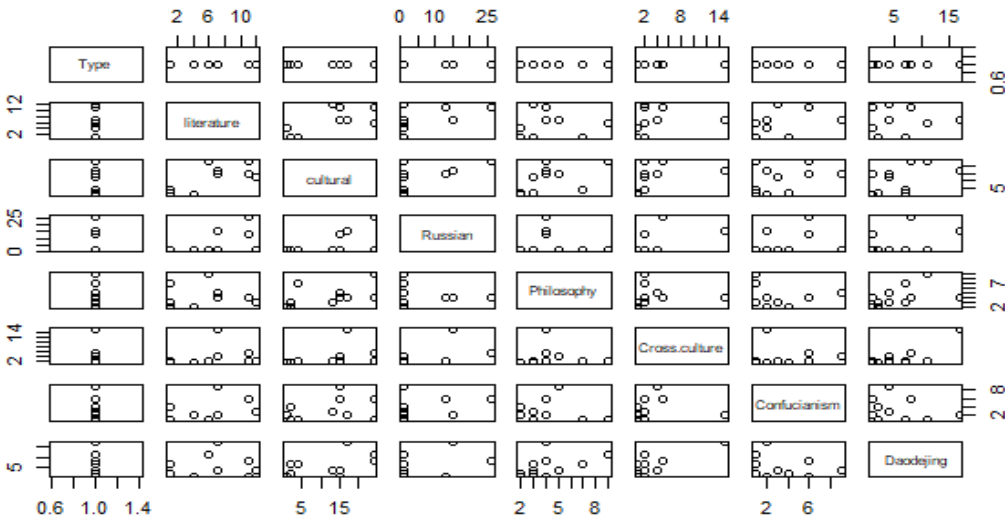 2 6 10 0 10 25 2 8 14 5 15
Type 0.6
2 12 literature
cultural 5
0 25 Russian
Philosophy 2 7
2 14 Cross.culture
Confucianism 2 8
5 Daodejing
0.6 1.0 1.4 5 15 2 5 8 2 6